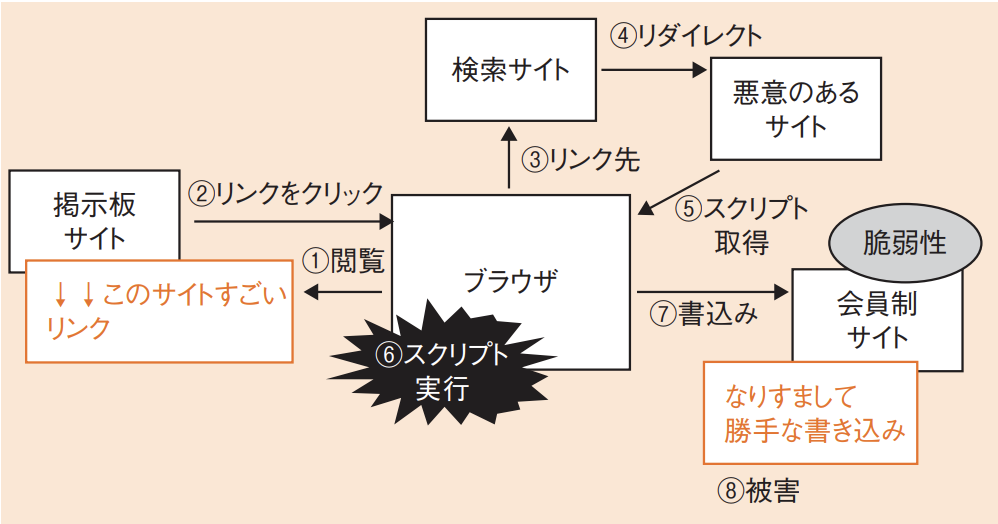 検索サイト
④リダイレクト
悪意のある
サイト
③リンク先
掲示板
サイト
②リンクをクリック
①閲覧
↓↓このサイトすごい
リンク
ブラウザ
⑤スクリプト
取得
脆弱性
会員制
サイト
⑦書込み
⑥スクリプト
実行
なりすまして
勝手な書き込み
⑧被害